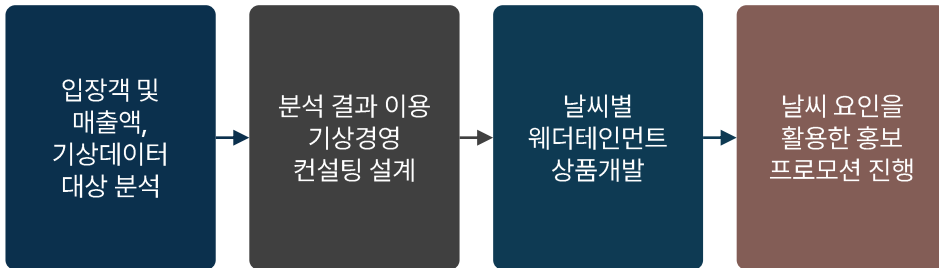 입장객 및
매출액,
기상데이터
대상 분석
분석 결과 이용
기상경영
컨설팅 설계
날씨별
웨더테인먼트
상품개발
날씨 요인을
활용한 홍보
프로모션 진행